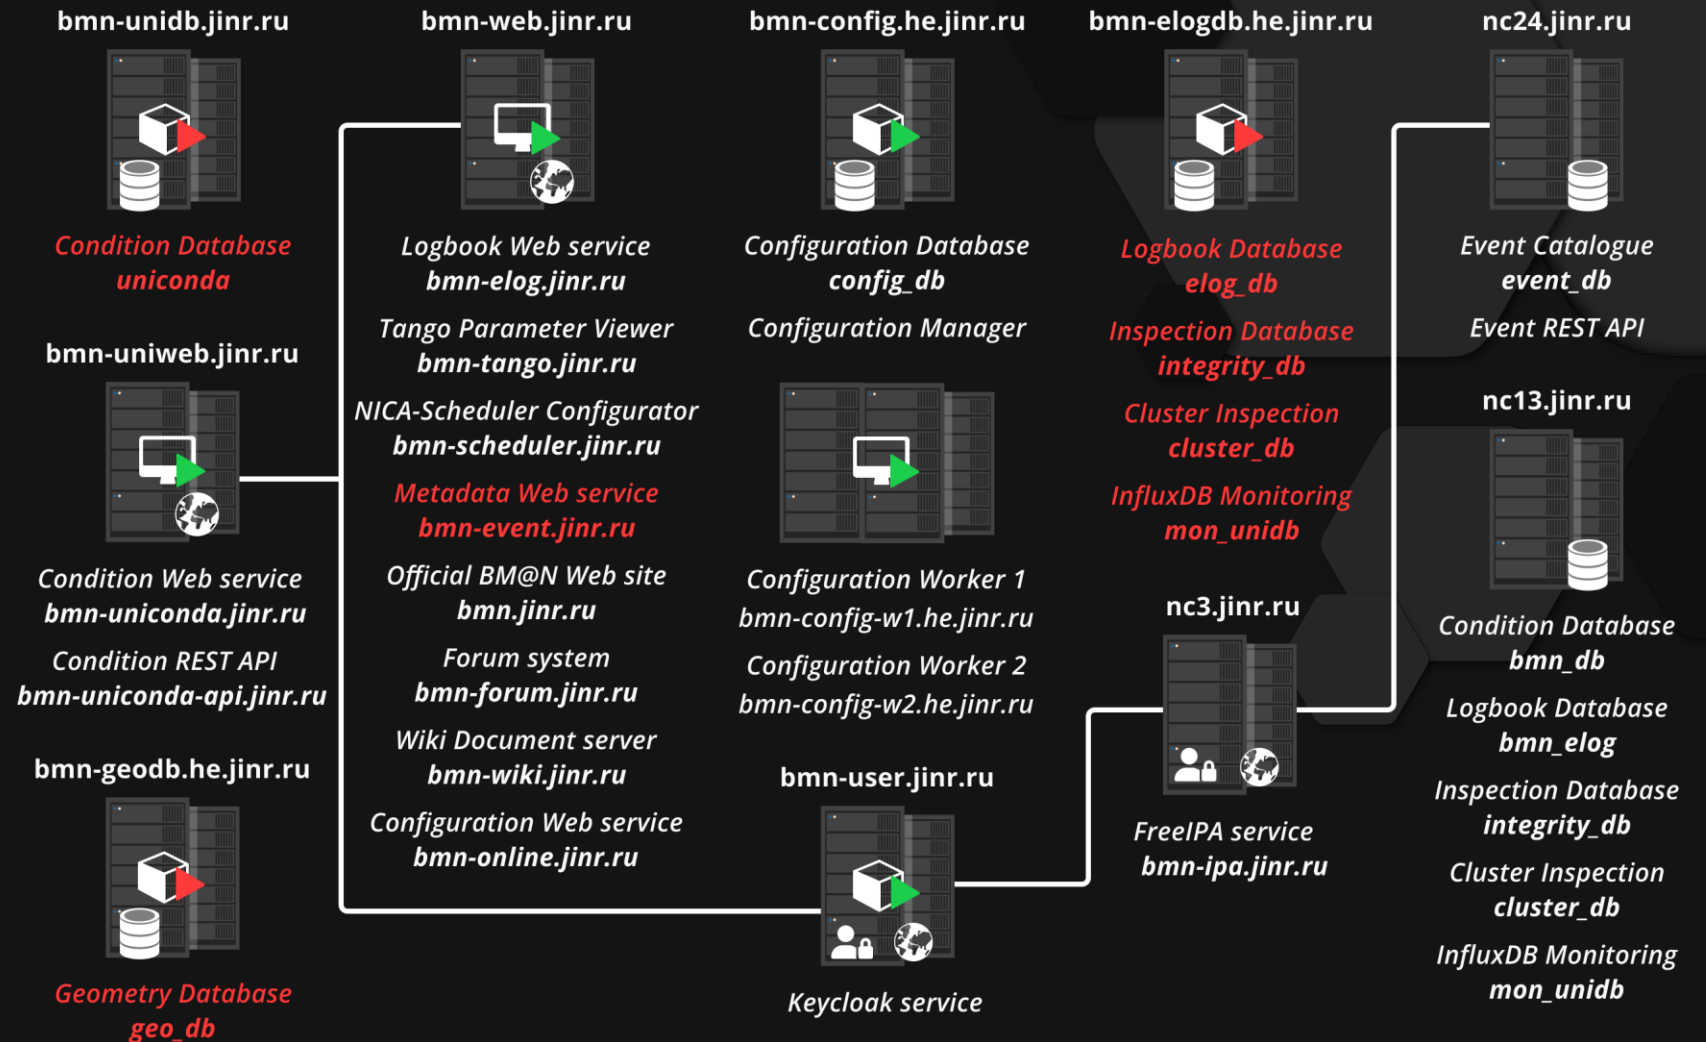 bmn-unidb.jinr.ru
Condition Database
uniconda
bmn-uniweb.jinr.ru
Condition Web service
bmn-uniconda.jinr.ru
Condition REST API
bmn-uniconda-api.jinr.ru
bmn-geodb.he.jinr.ru
Geometry Database
geo_db
bmn-web.jinr.ru
Logbook Web service
bmn-elog.jinr.ru
Tango Parameter Viewer
bmn-tango.jinr.ru
NICA-Scheduler Configurator
bmn-scheduler.jinr.ru
Metadata Web service
bmn-event.jinr.ru
Official BM@N Web site
bmn.jinr.ru
Forum system
bmn-forum.jinr.ru
Wiki Document server
bmn-wiki.jinr.ru
Configuration Web service
bmn-online.jinr.ru
bmn-config.he.jinr.ru
Configuration Database
config_db
Configuration Manager
Configuration Worker 1
bmn-config-w1.he.jinr.ru
Configuration Worker 2
bmn-config-w2.he.jinr.ru
bmn-user.jinr.ru
Keycloak service
bmn-elogdb.he.jinr.ru
Logbook Database
elog_db
Inspection Database
integrity_db
Cluster Inspection
cluster_db
InfluxDB Monitoring
mon_unidb
nc3.jinr.ru
FreeIPA service
bmn-ipa.jinr.ru
nc24.jinr.ru
Event Catalogue
event_db
Event REST API
nc13.jinr.ru
Condition Database
bmn_db
Logbook Database
bmn_elog
Inspection Database
integrity_db
Cluster Inspection
cluster_db
InfluxDB Monitoring
mon_unidb